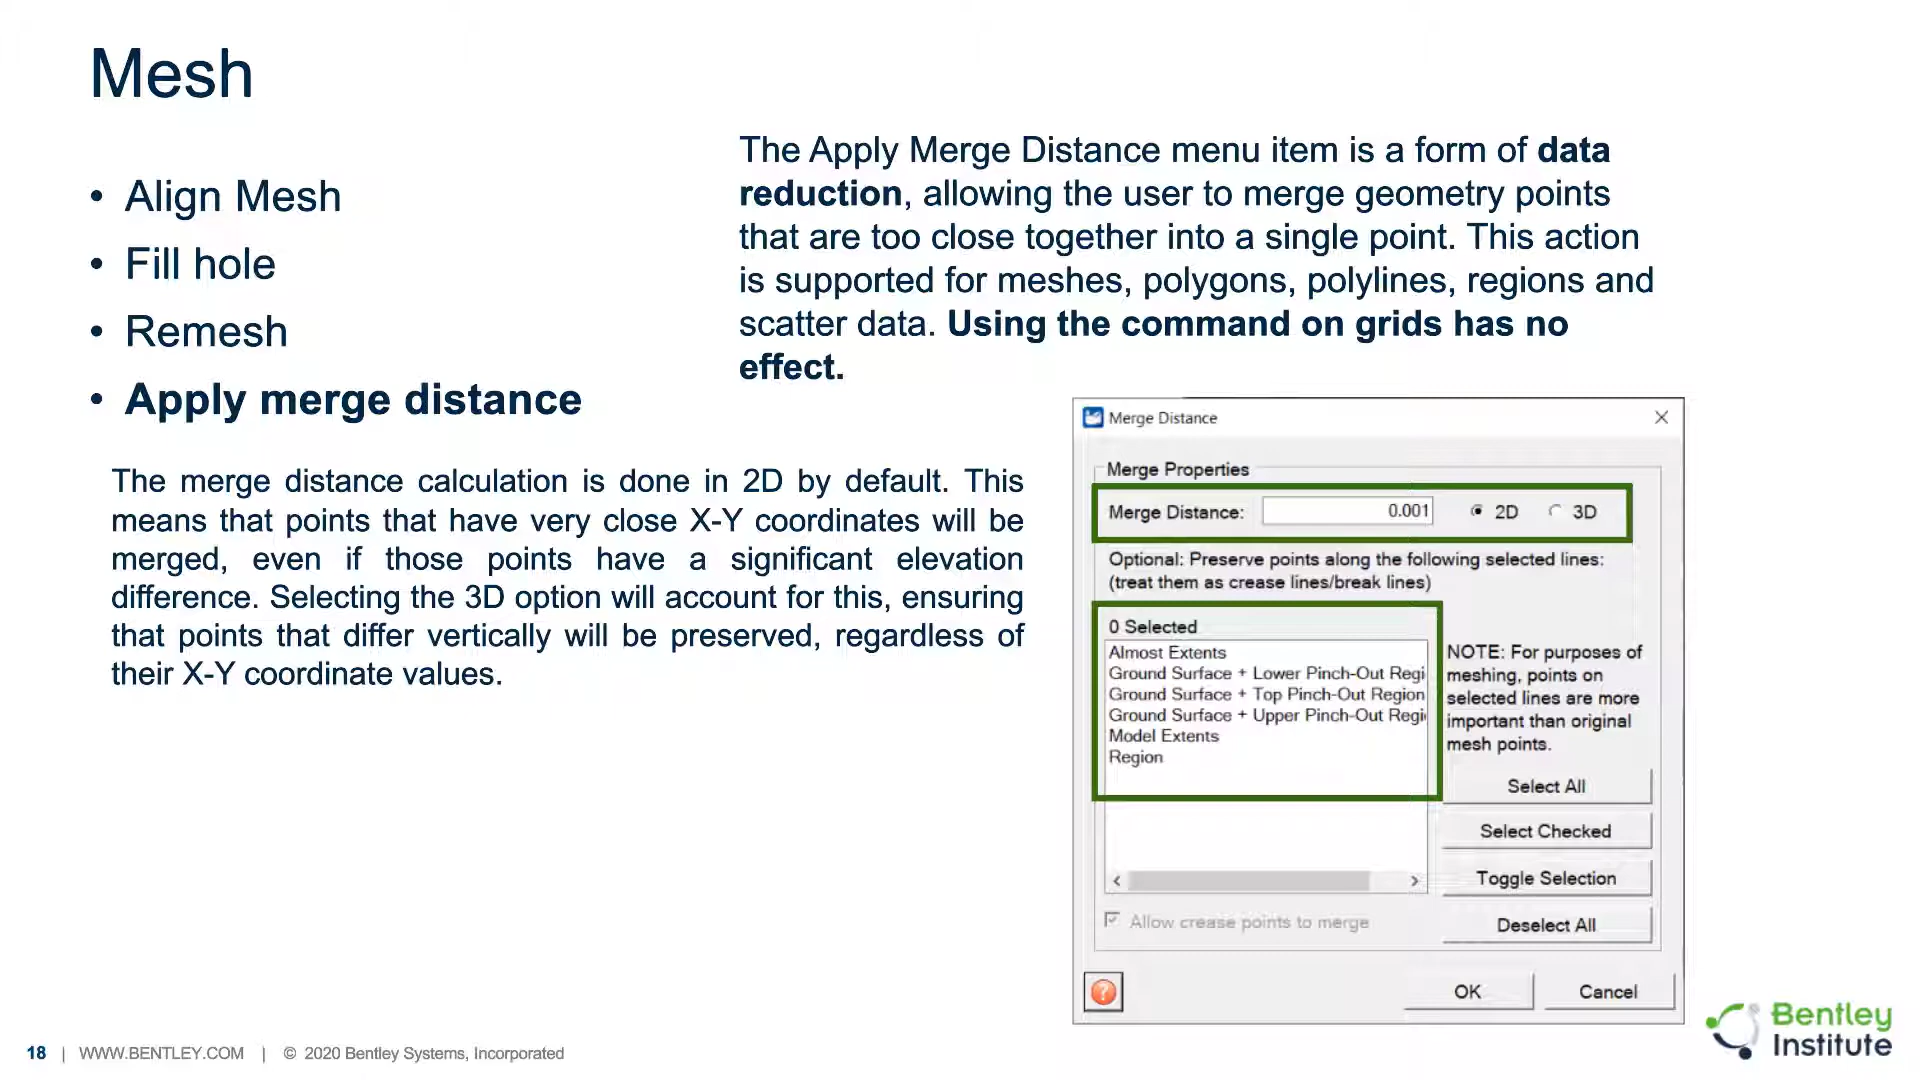 Mesh
• Align Mesh
• Fill hole
• Remesh
• Apply merge distance
The merge distance calculation is done in 2D by default. This
means that points that have very close X-Y coordinates will be
merged, even if those points have a significant elevation
difference. Selecting the 3D option will account for this, ensuring
that points that differ vertically will be preserved, regardless of
their X-Y coordinate values.
The Apply Merge Distance menu item is a form of data
reduction, allowing the user to merge geometry points
that are too close together into a single point. This action
is supported for meshes, polygons, polylines, regions and
scatter data. Using the command on grids has no
effect.
Merge Distance
Merge Properties
Merge Distance: 0.001 2D 3D
Optional: Preserve points along the following selected lines:
(treat them as crease lines/break lines)
0 Selected
Almost Extents
Ground Surface + Lower Pinch-Out Regi
Ground Surface + Top Pinch-Out Region
Ground Surface + Upper Pinch-Out Regi
Model Extents
Region
NOTE: For purposes of
meshing, points on
selected lines are more
important than original
mesh points.
Select All
Select Checked
Toggle Selection
Deselect All
Allow crease points to merge
?
OK Cancel
18 | WWW.BENTLEY.COM | © 2020 Bentley Systems, Incorporated
Bentley
Institute